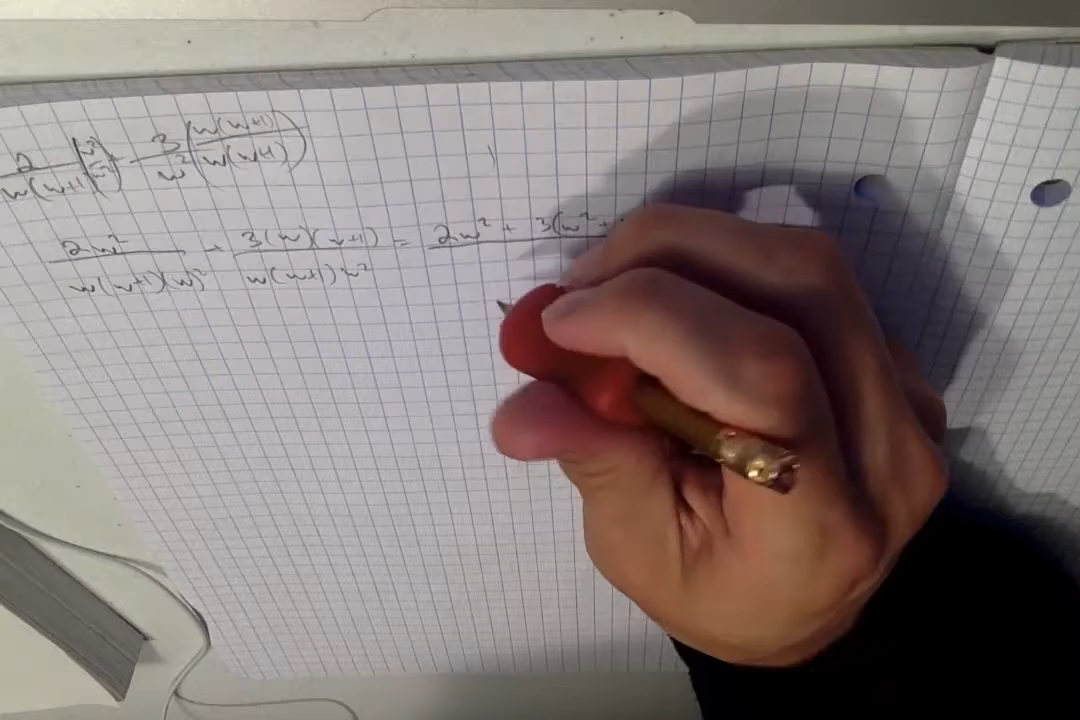 2/(w(w+1)) (w²/w²) + 3/w² (w(w+1)/w(w+1))
2w²/(w(w+1)(w)²) + 3(w)(w+1)/(w(w+1)w²) = 2w² + 3(w² +